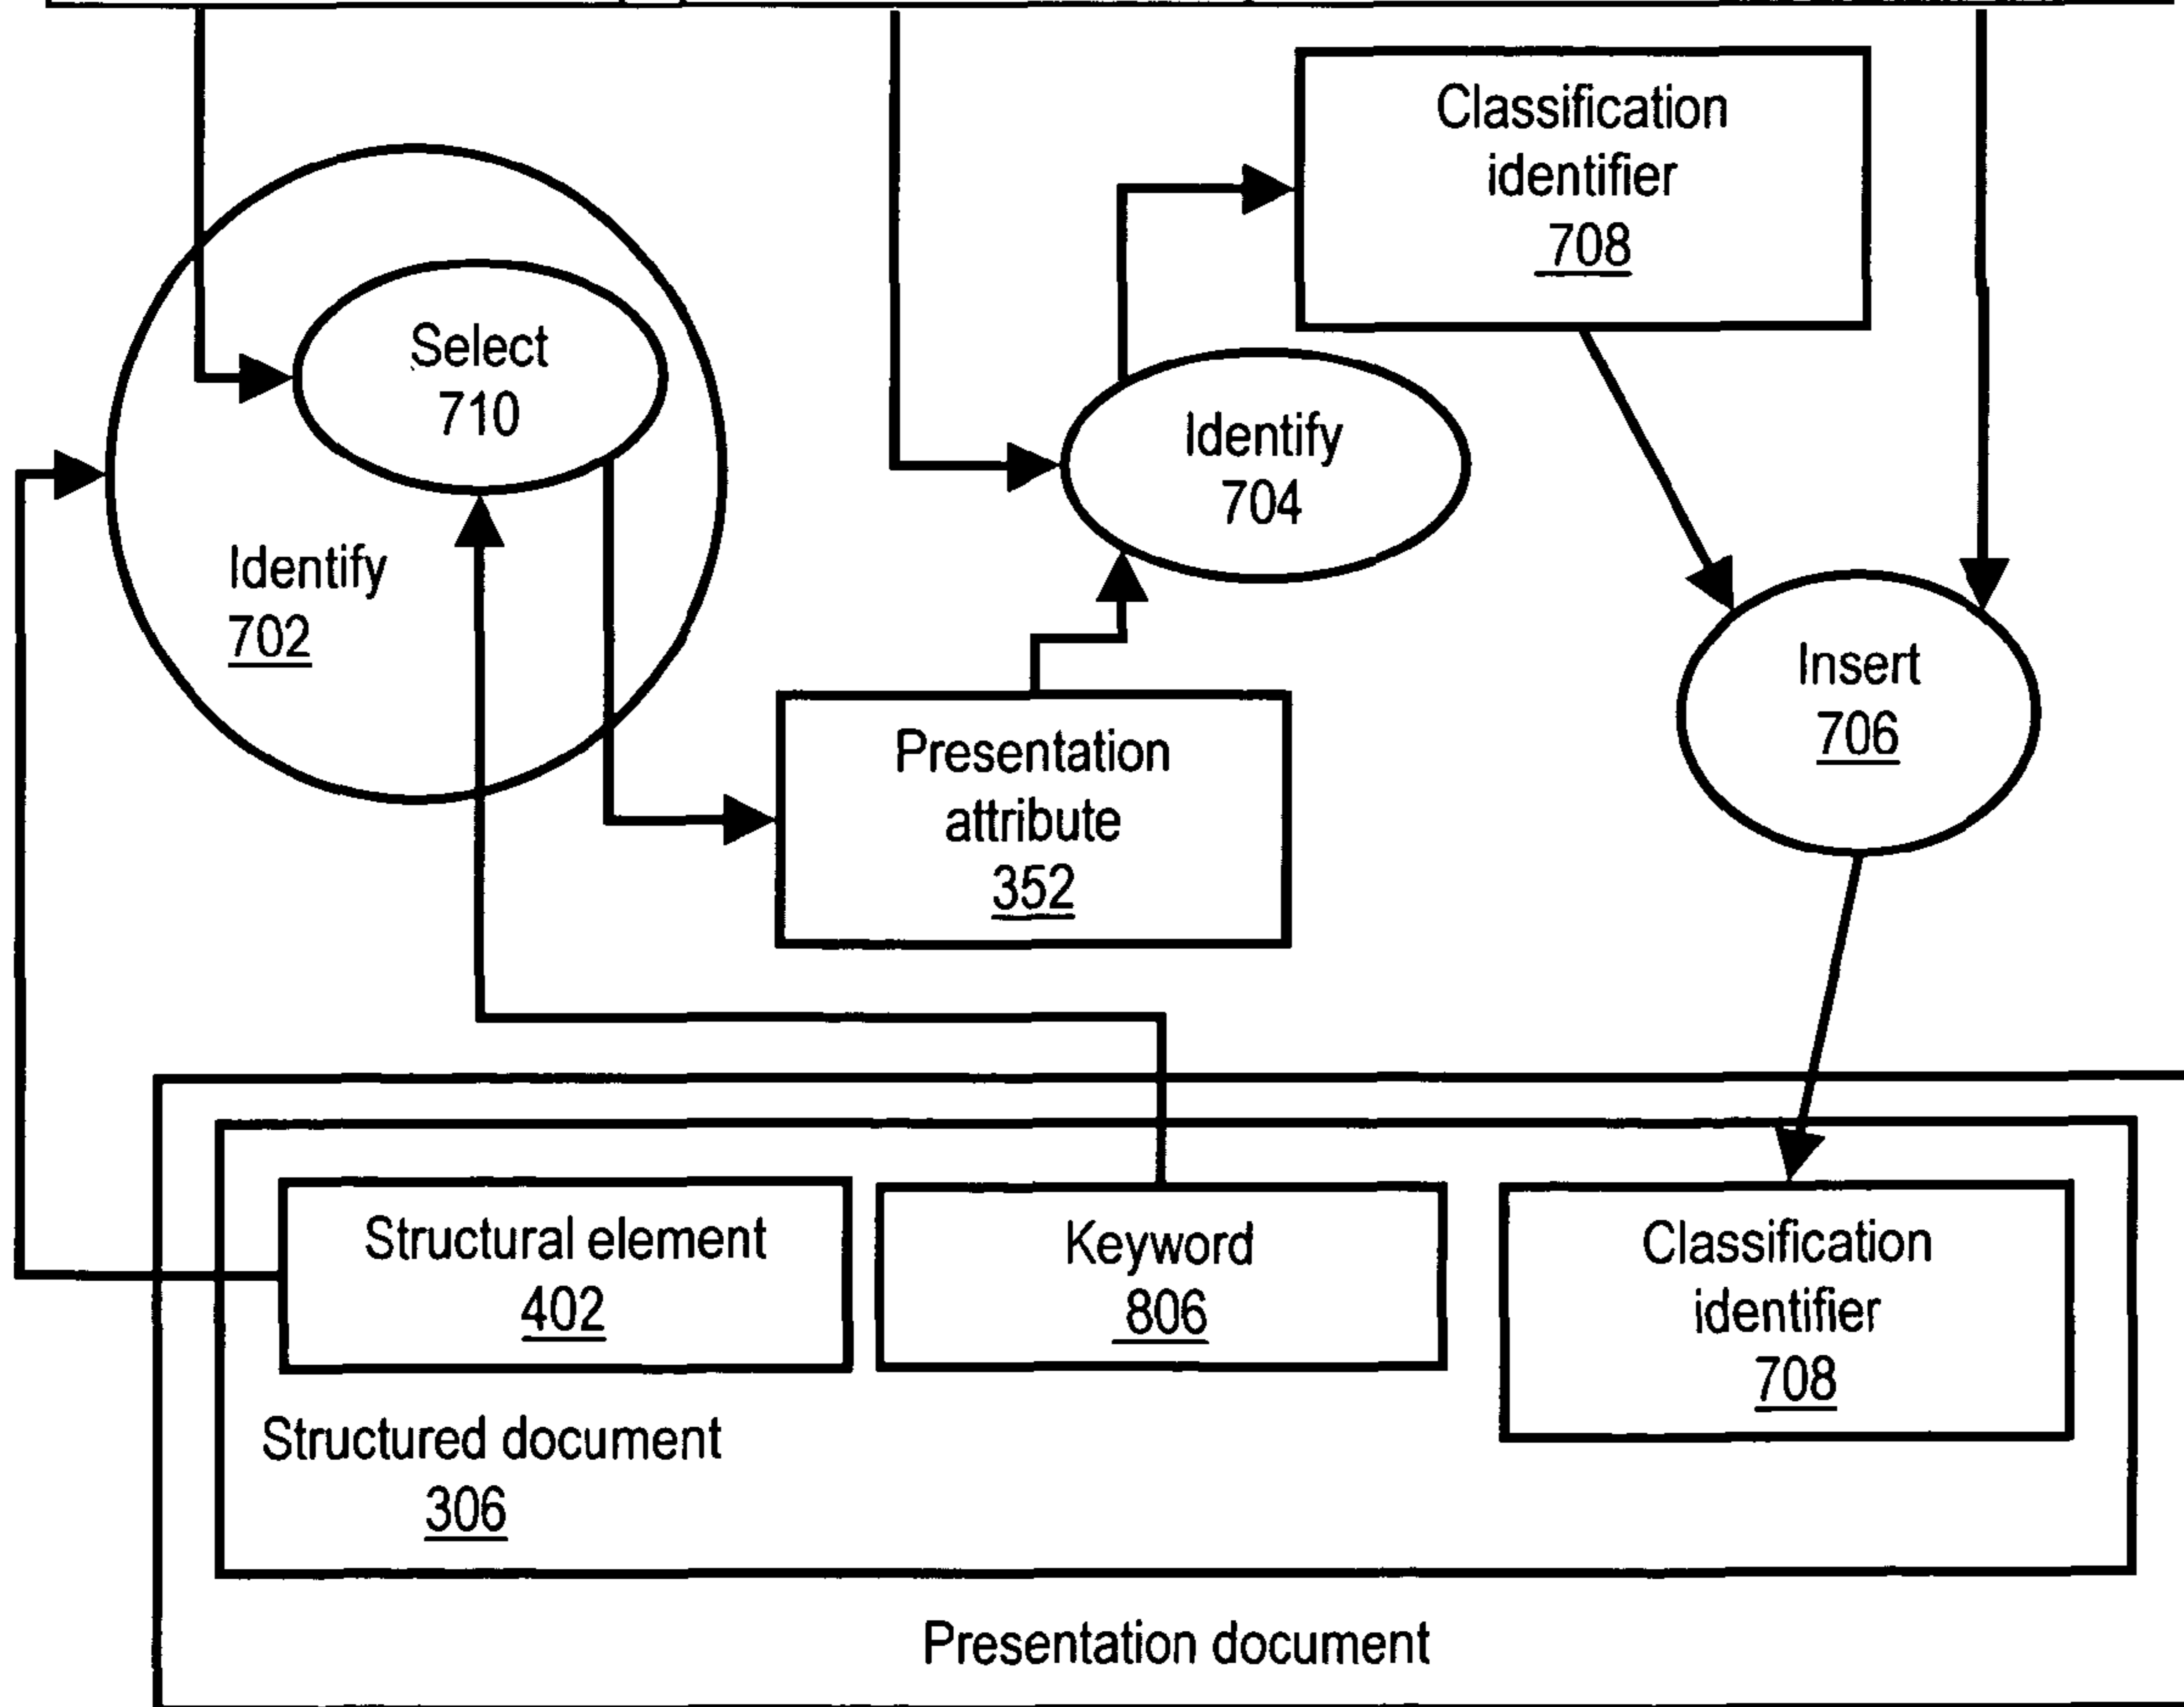 Classification
identifier
708
Select
710
Identify
704
Identify
702
Insert
706
Presentation
attribute
352
Structural element
402
Keyword
806
Classification
identifier
708
Structured document
306
Presentation document